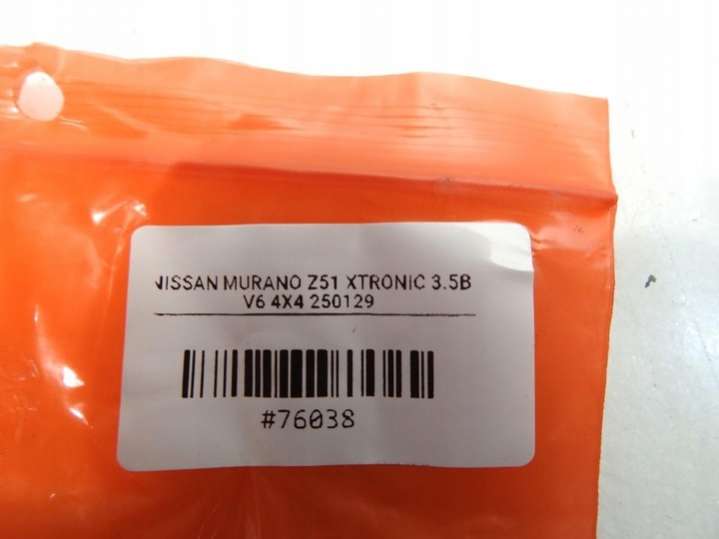 NISSAN MURANO Z51 XTRONIC 3.5B
V6 4X4 250129
#76038